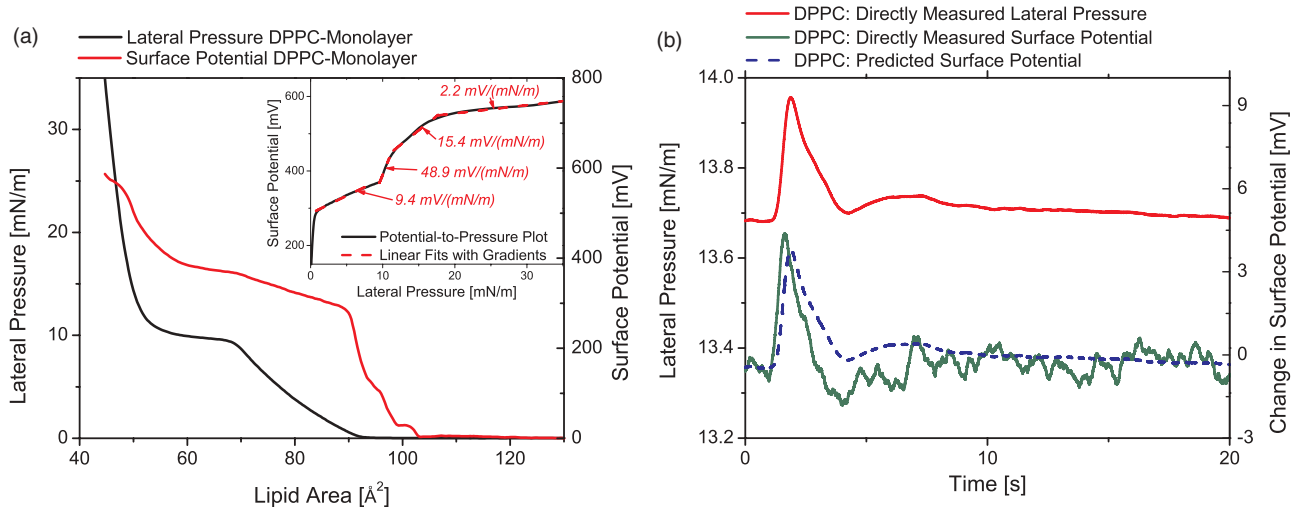 (a)
Lateral Pressure DPPC-Monolayer
Surface Potential DPPC-Monolayer
Lateral Pressure [mN/m]
0
10
20
30
40
60
80
100
120
Lipid Area [Å²]
0
200
400
600
800
Surface Potential [mV]
Surface Potential [mV]
200
400
600
0
10
20
30
Lateral Pressure [mN/m]
2.2 mV/(mN/m)
15.4 mV/(mN/m)
48.9 mV/(mN/m)
9.4 mV/(mN/m)
Potential-to-Pressure Plot
Linear Fits with Gradients
(b)
DPPC: Directly Measured Lateral Pressure
DPPC: Directly Measured Surface Potential
DPPC: Predicted Surface Potential
Lateral Pressure [mN/m]
14.0
13.8
13.6
13.4
13.2
0
10
20
Time [s]
9
6
3
0
-3
Change in Surface Potential [mV]